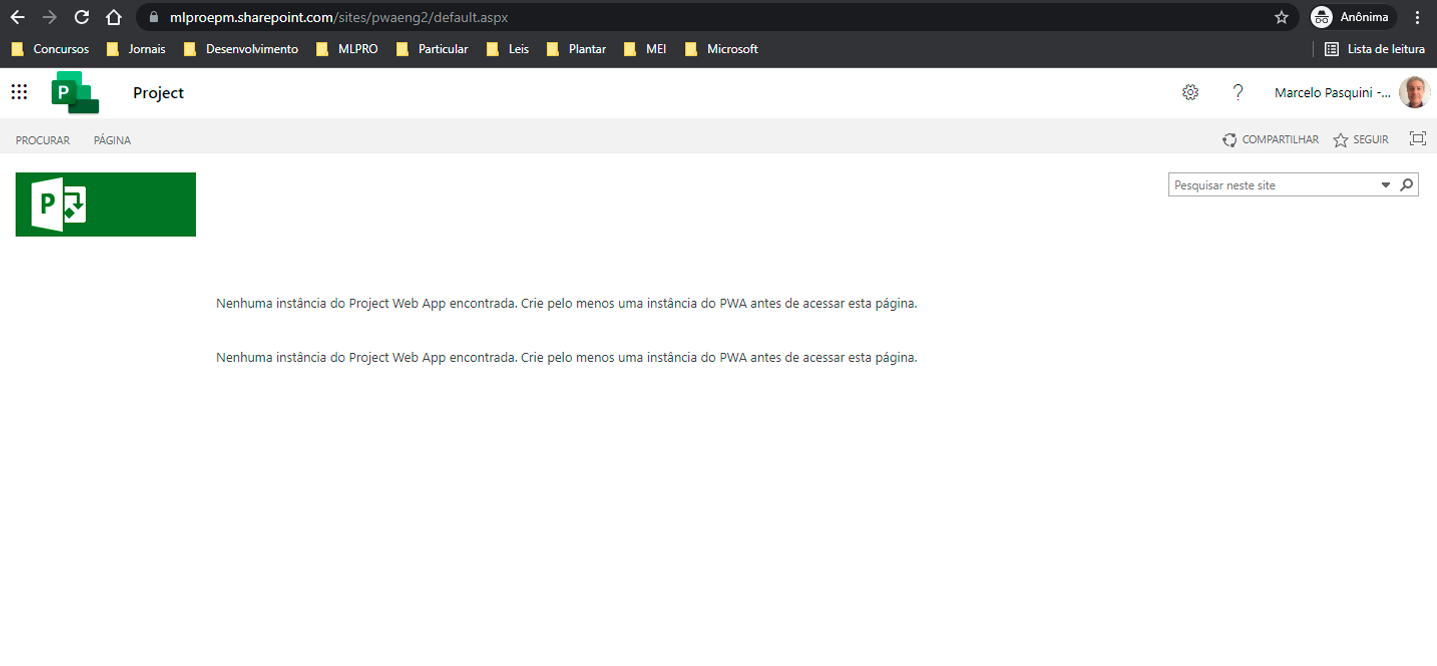 mlproepm.sharepoint.com/sites/pwaeng2/default.aspx
Anônima
Concursos Jornais Desenvolvimento MLPRO Particular Leis Plantar MEI Microsoft Lista de leitura
P Project ? Marcelo Pasquini -...
PROCURAR PÁGINA COMPARTILHAR SEGUIR
P
Pesquisar neste site
Nenhuma instância do Project Web App encontrada. Crie pelo menos uma instância do PWA antes de acessar esta página.
Nenhuma instância do Project Web App encontrada. Crie pelo menos uma instância do PWA antes de acessar esta página.